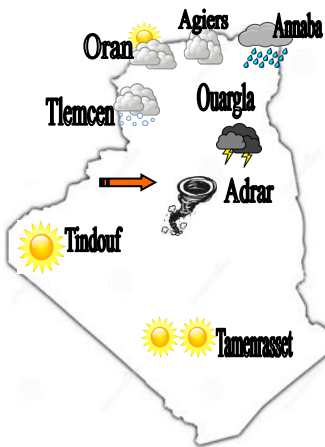 Agiers
Annaba
Oran
Tlemcen
Ouargla
Adrar
Tindouf
Tamenrasset